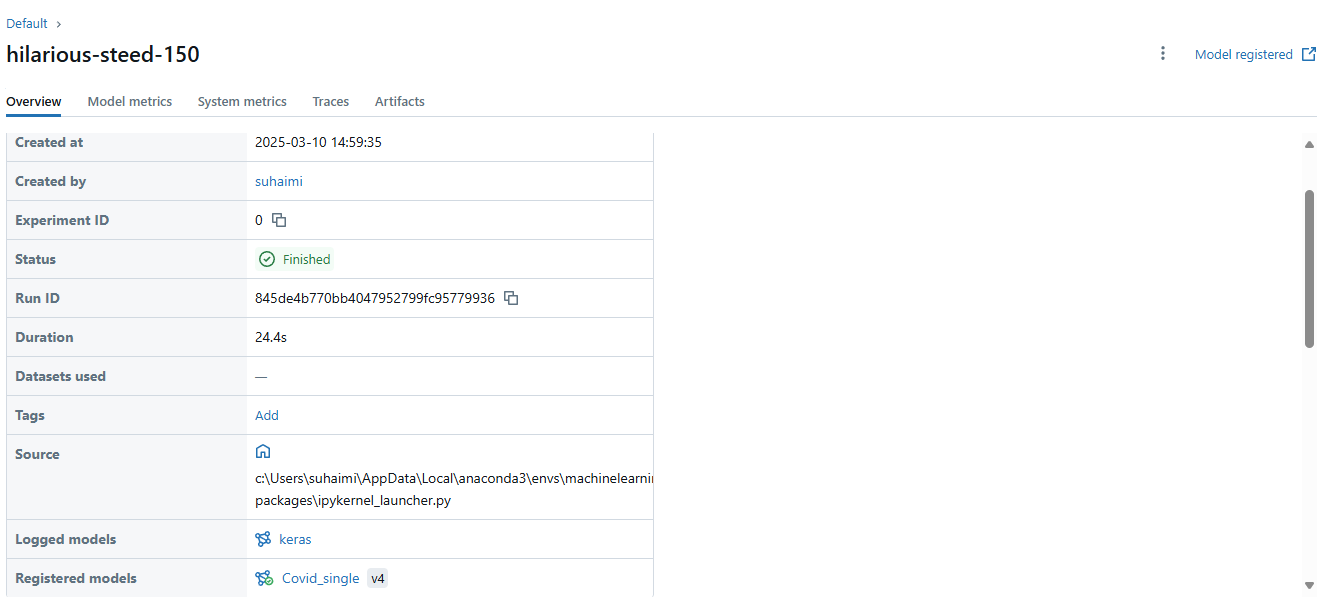 Default
hilarious-steed-150
Model registered
Overview Model metrics System metrics Traces Artifacts
Created at 2025-03-10 14:59:35
Created by suhaimi
Experiment ID 0
Status Finished
Run ID 845de4b770bb4047952799fc95779936
Duration 24.4s
Datasets used —
Tags Add
Source
c:\Users\suhaimi\AppData\Local\anaconda3\envs\machinelearnin
packages\ipykernel_launcher.py
Logged models keras
Registered models Covid_single v4